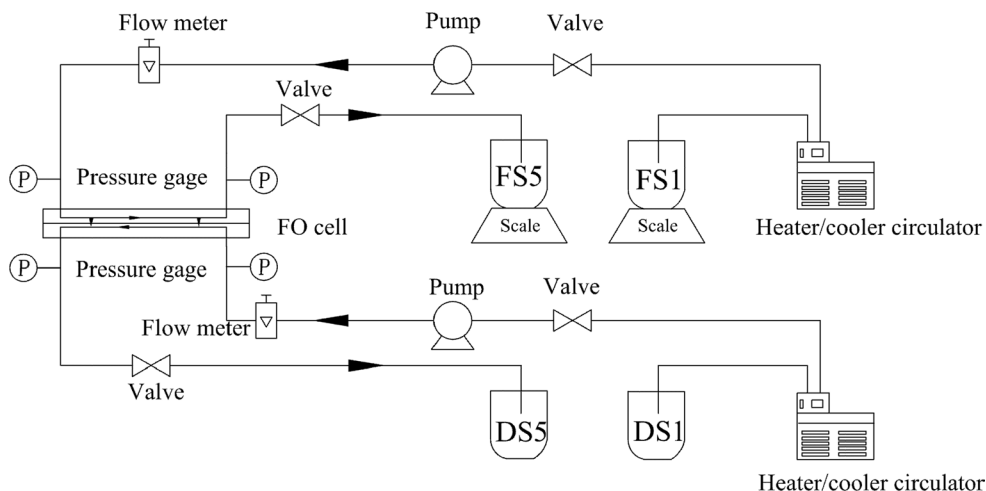 Flow meter
Pump
Valve
Valve
P
Pressure gage
P
FS5
FS1
Scale
Scale
Heater/cooler circulator
FO cell
P
Pressure gage
P
Pump
Valve
Flow meter
Valve
DS5
DS1
Heater/cooler circulator